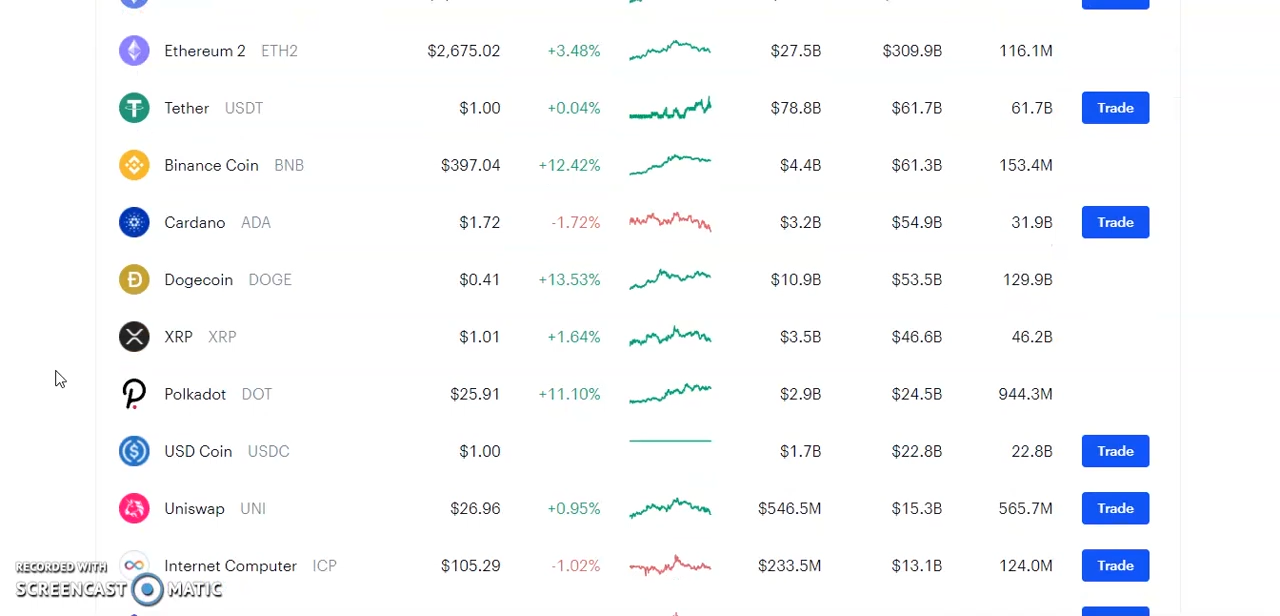 Ethereum 2 ETH2 $2,675.02 +3.48% $27.5B $309.9B 116.1M
Tether USDT $1.00 +0.04% $78.8B $61.7B 61.7B Trade
Binance Coin BNB $397.04 +12.42% $4.4B $61.3B 153.4M
Cardano ADA $1.72 -1.72% $3.2B $54.9B 31.9B Trade
Dogecoin DOGE $0.41 +13.53% $10.9B $53.5B 129.9B
XRP XRP $1.01 +1.64% $3.5B $46.6B 46.2B
Polkadot DOT $25.91 +11.10% $2.9B $24.5B 944.3M
USD Coin USDC $1.00 $1.7B $22.8B 22.8B Trade
Uniswap UNI $26.96 +0.95% $546.5M $15.3B 565.7M Trade
Internet Computer ICP $105.29 -1.02% $233.5M $13.1B 124.0M Trade
RECORDED WITH
SCREENCAST MATIC